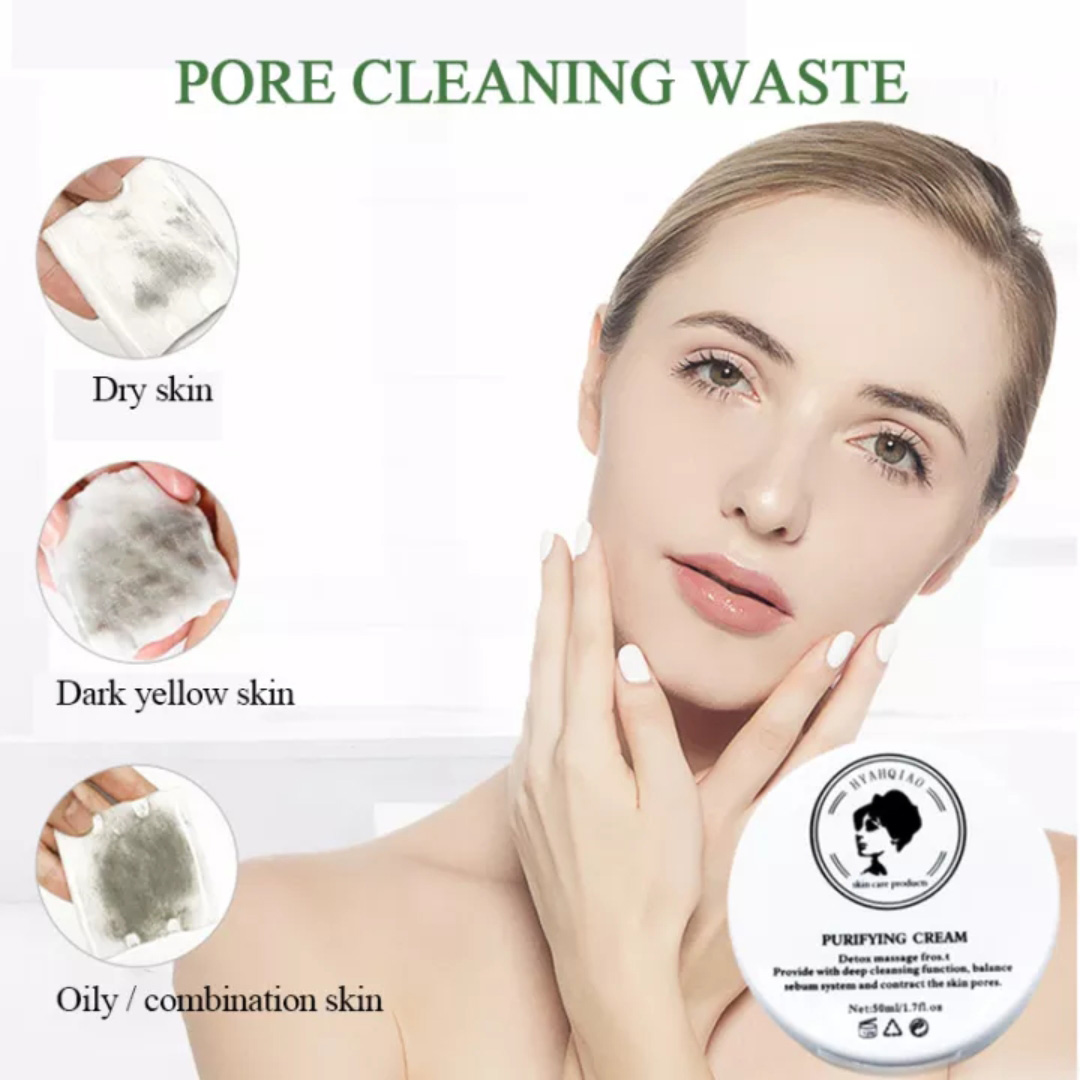 PORE CLEANING WASTE
Dry skin
Dark yellow skin
Oily / combination skin
HYAHQIAO
skin care products
PURIFYING CREAM
Detox massage fros.t
Provide with deep cleansing function, balance
sebum system and contract the skin pores.
Net:50ml/1.7fl.oz